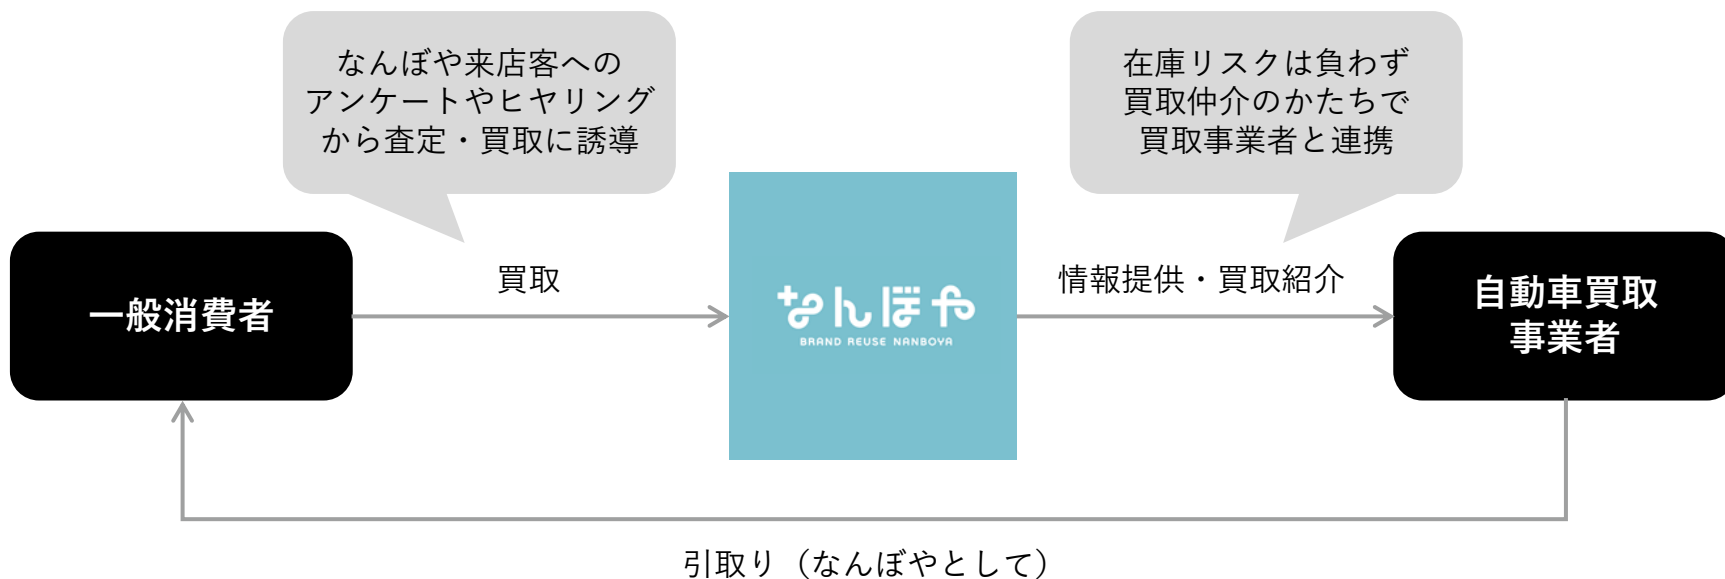 なんぼや来店客への
アンケートやヒヤリング
から査定・買取に誘導
在庫リスクは負わず
買取仲介のかたちで
買取事業者と連携
一般消費者
買取
なんぼや
BRAND REUSE NANBOYA
情報提供・買取紹介
自動車買取
事業者
引取り（なんぼやとして）